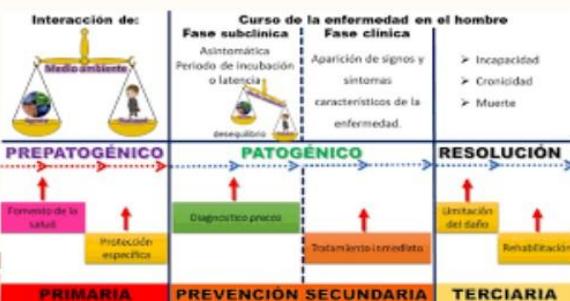 Interacción de:
Curso de la enfermedad en el hombre
Fase subclínica
Fase clínica
Asintomática
Periodo de incubación
o latencia
Medio ambiente
desequilibrio
Aparición de signos y
síntomas
característicos de la
enfermedad.
➤ Incapacidad
➤ Cronicidad
➤ Muerte
PREPATOGÉNICO
PATOGÉNICO
RESOLUCIÓN
Fomento de la
salud
Protección
específica
Diagnostico precoz
Tratamiento inmediato
Limitación
del daño
Rehabilitación
PRIMARIA
PREVENCIÓN SECUNDARIA
TERCIARIA